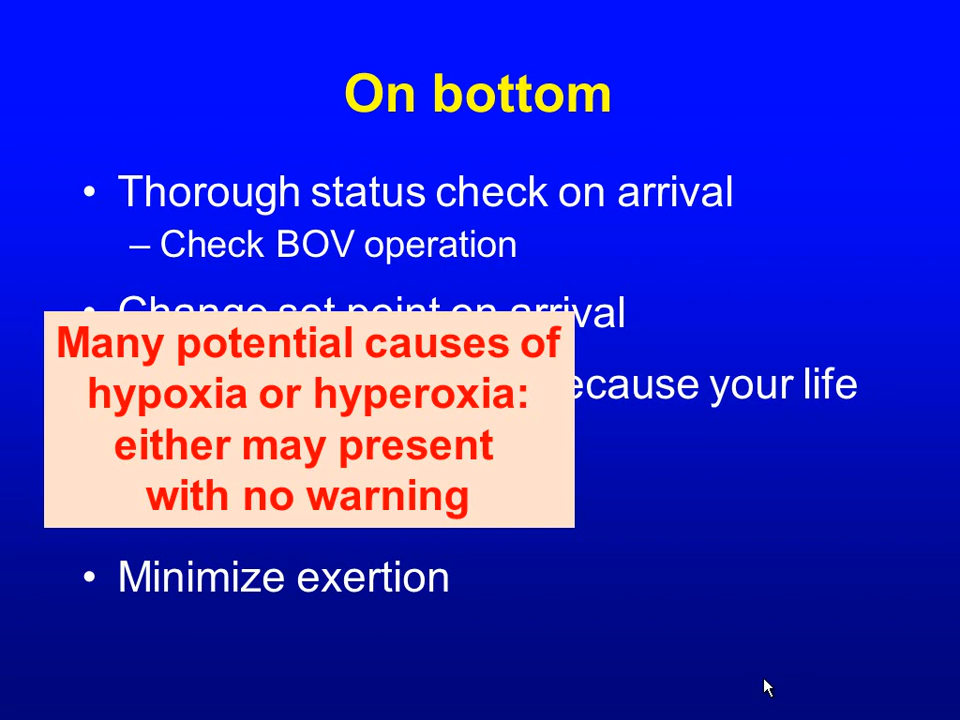 On bottom
• Thorough status check on arrival
– Check BOV operation
• Change set point on arrival
because your life
Many potential causes of
hypoxia or hyperoxia:
either may present
with no warning
• Minimize exertion